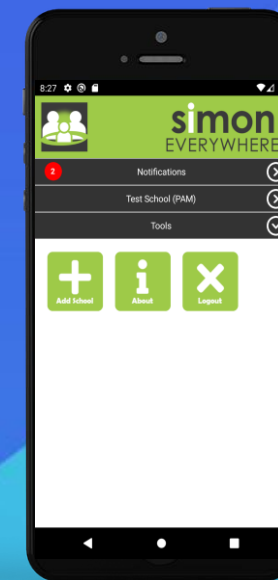 8:27
simon
EVERYWHERE
2 Notifications
Test School (PAM)
Tools
Add School About Logout